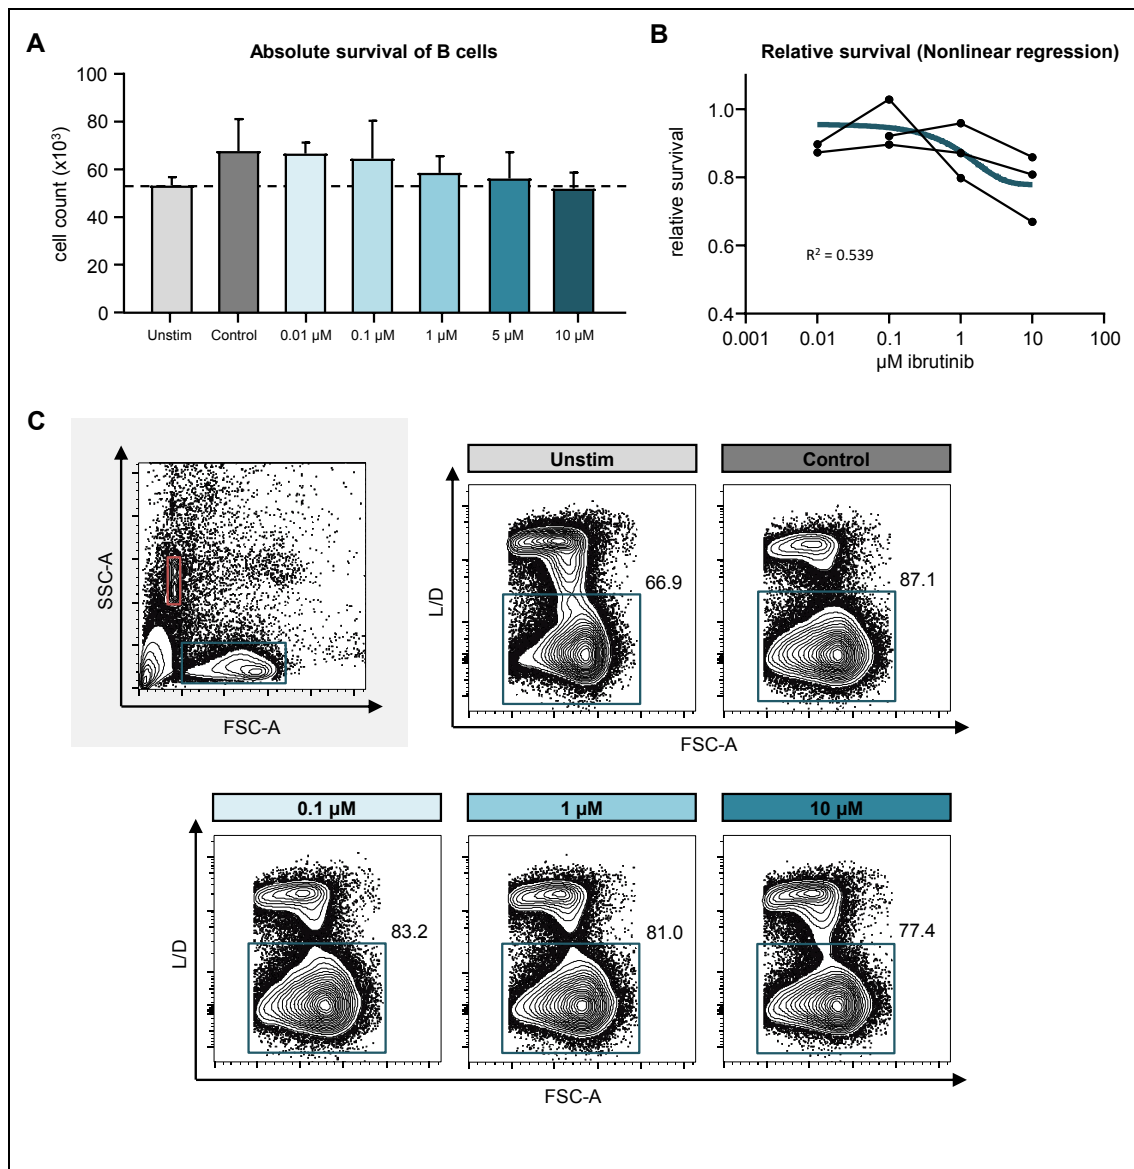 A
Absolute survival of B cells
100
80
60
40
20
0
cell count (x10³)
Unstim Control 0.01 µM 0.1 µM 1 µM 5 µM 10 µM
B
Relative survival (Nonlinear regression)
1.0
0.8
0.6
0.4
relative survival
R² = 0.539
0.001 0.01 0.1 1 10 100
µM ibrutinib
C
SSC-A
FSC-A
Unstim
Control
L/D
66.9
87.1
FSC-A
0.1 µM
1 µM
10 µM
L/D
83.2
81.0
77.4
FSC-A